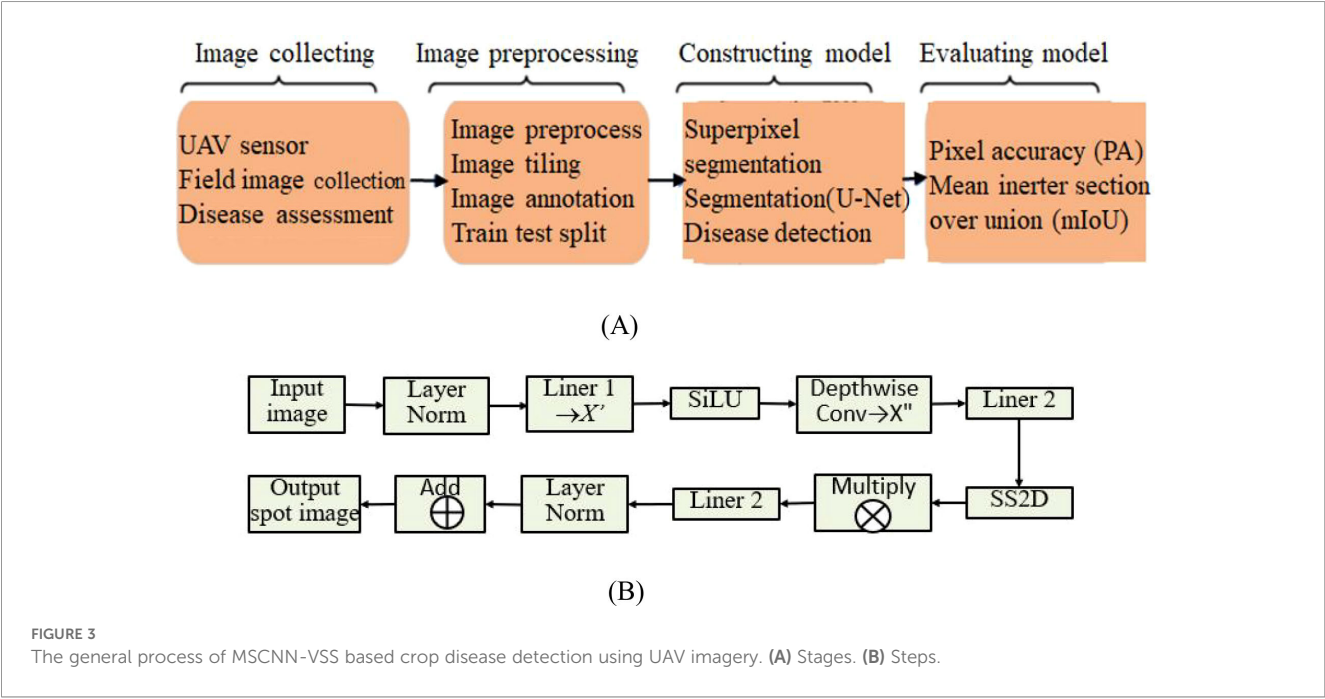 Image collecting
Image preprocessing
Constructing model
Evaluating model
UAV sensor
Field image collection
Disease assessment
Image preprocess
Image tiling
Image annotation
Train test split
Superpixel
segmentation
Segmentation(U-Net)
Disease detection
Pixel accuracy (PA)
Mean inerter section
over union (mIoU)
(A)
Input
image
Layer
Norm
Liner 1
→X'
SiLU
Depthwise
Conv→X"
Liner 2
SS2D
Multiply
Liner 2
Layer
Norm
Add
Output
spot image
(B)
FIGURE 3
The general process of MSCNN-VSS based crop disease detection using UAV imagery. (A) Stages. (B) Steps.